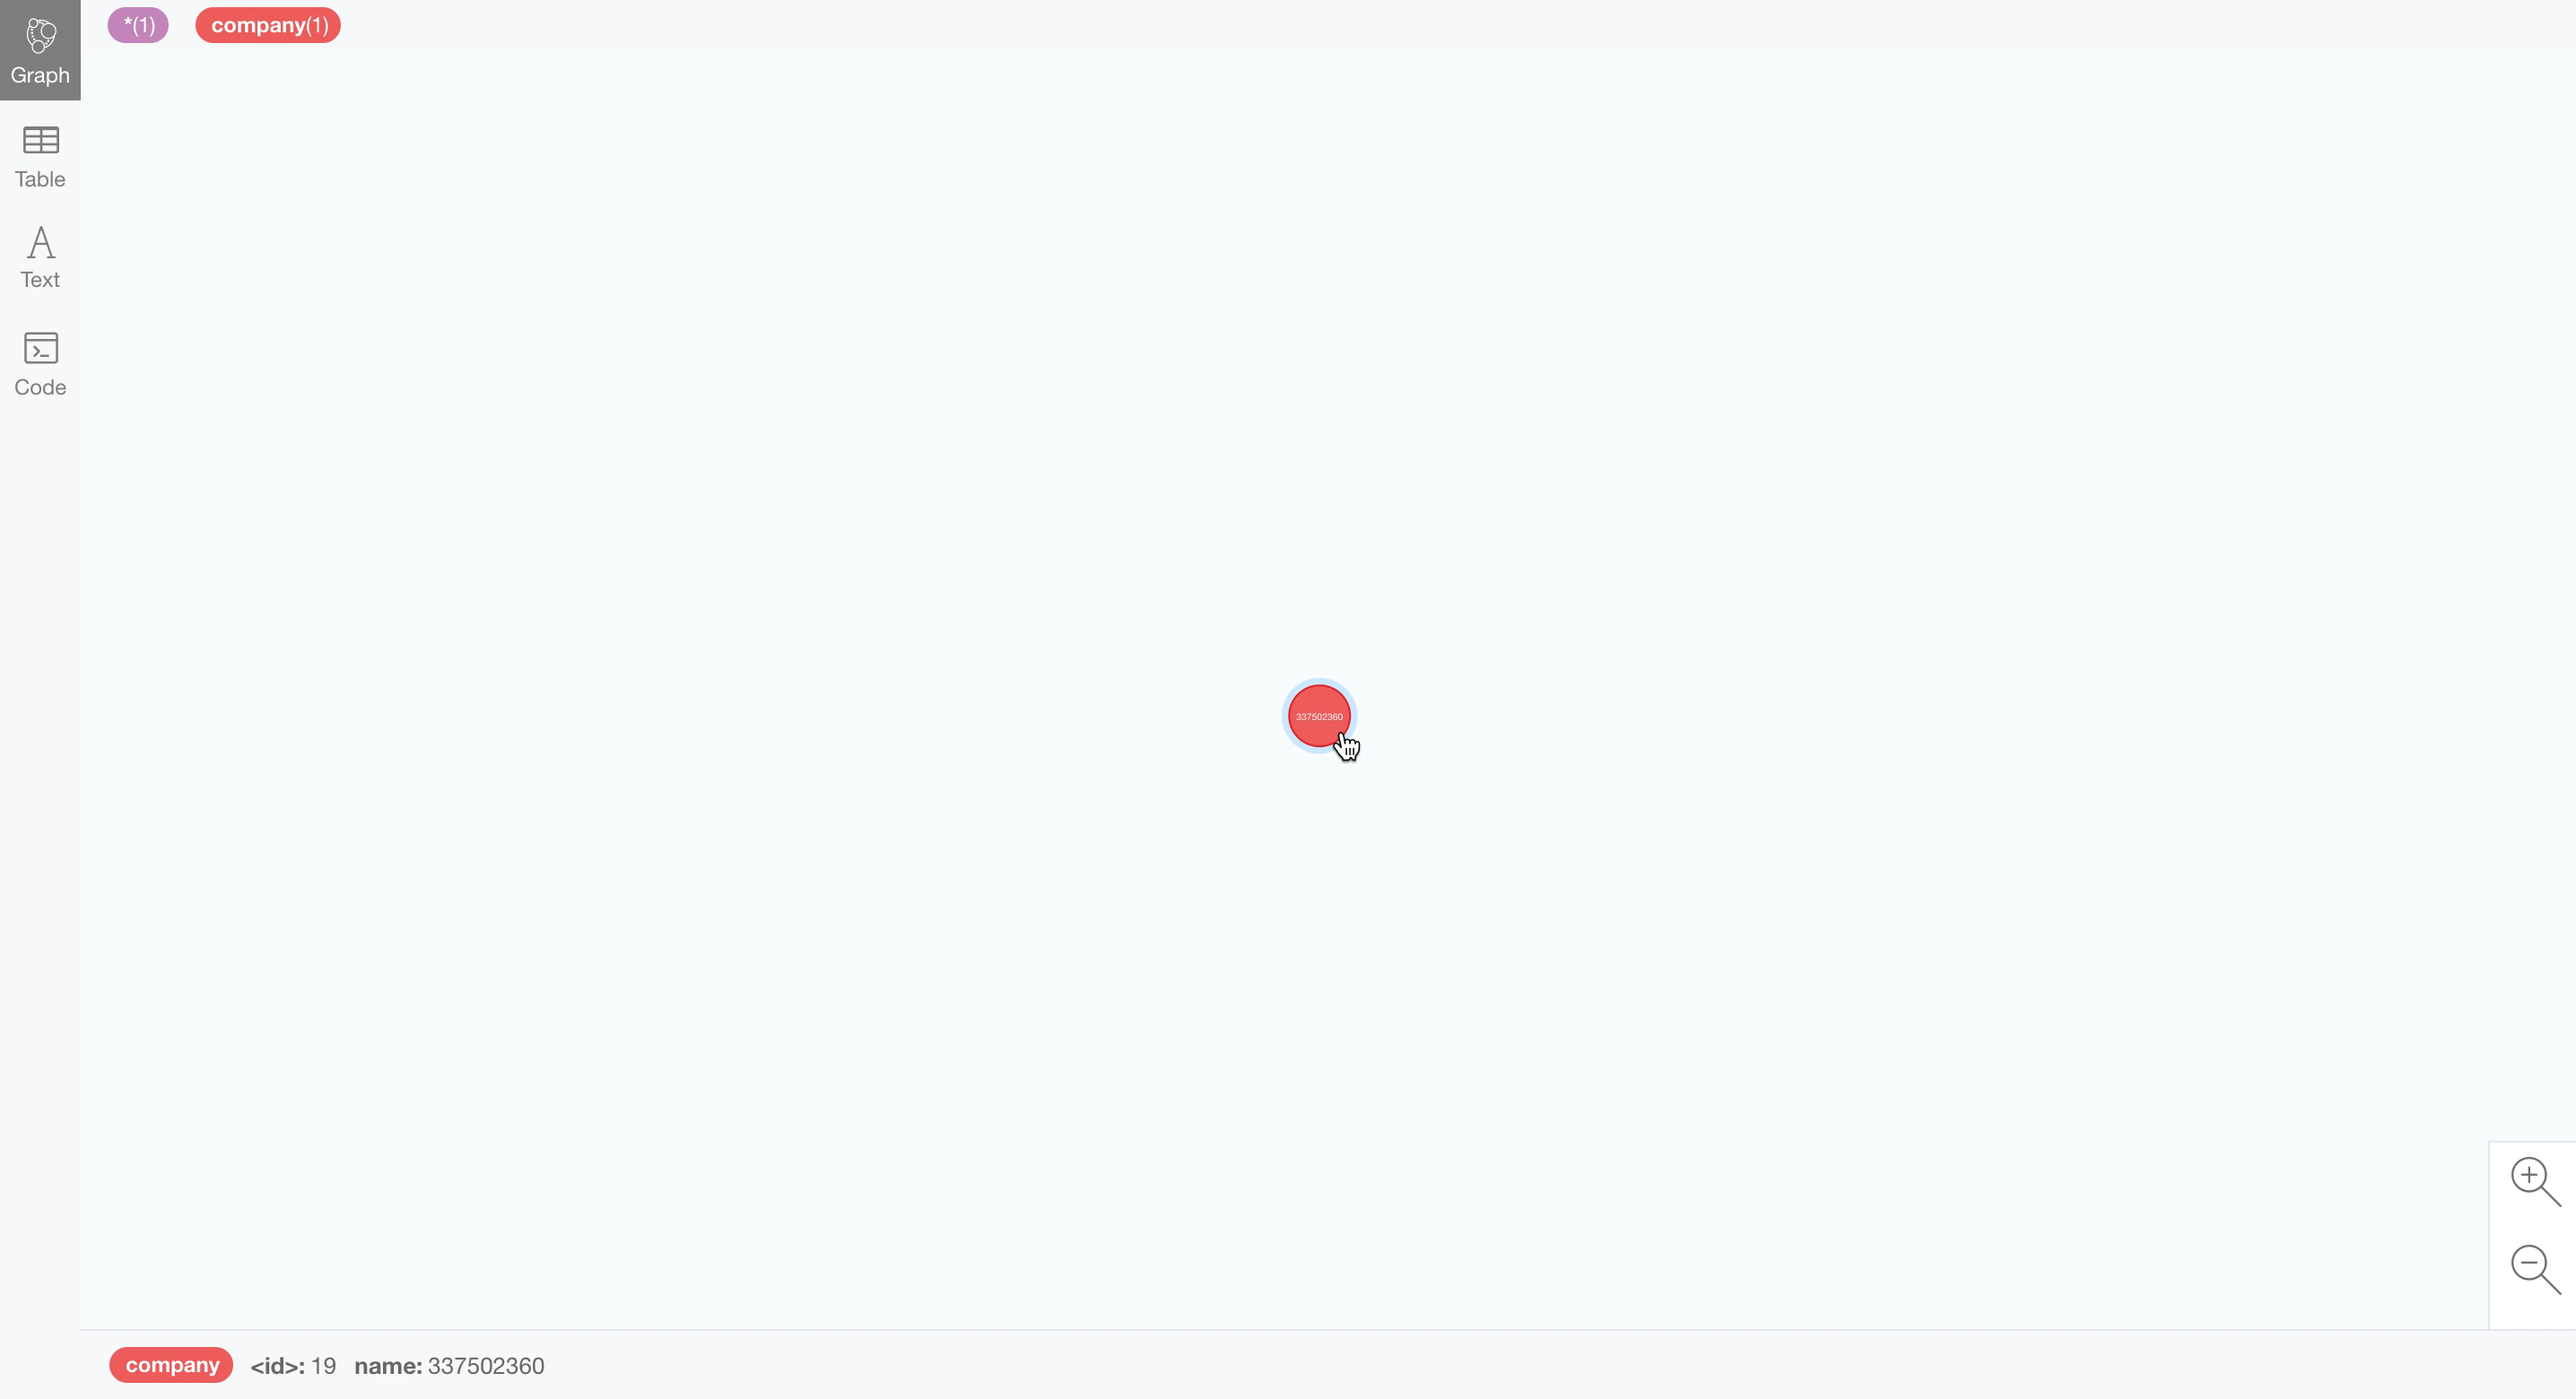 *(1) company(1)
Graph
Table
Text
Code
337502360
company <id>: 19 name: 337502360